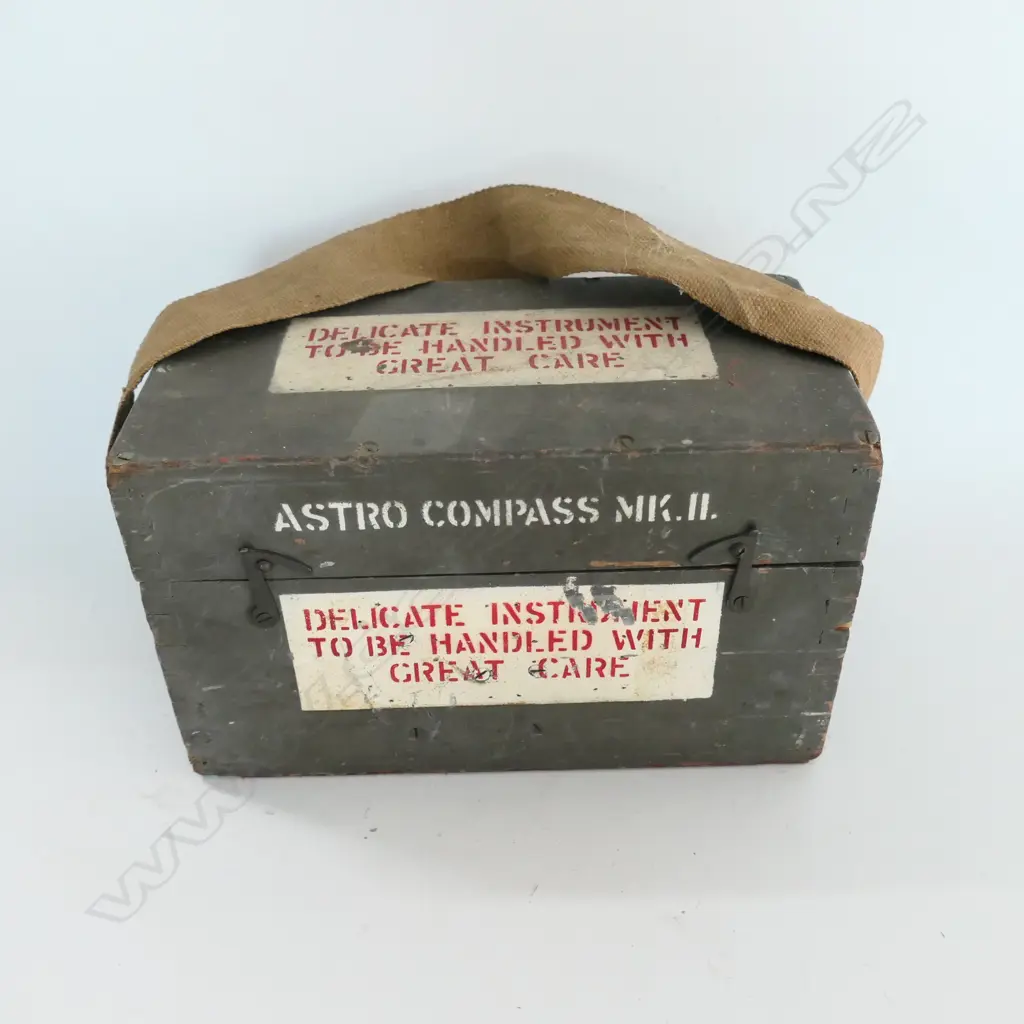 DELICATE INSTRUMENT
TO BE HANDLED WITH
GREAT CARE
ASTRO COMPASS MK.II.
DELICATE INSTRUMENT
TO BE HANDLED WITH
GREAT CARE